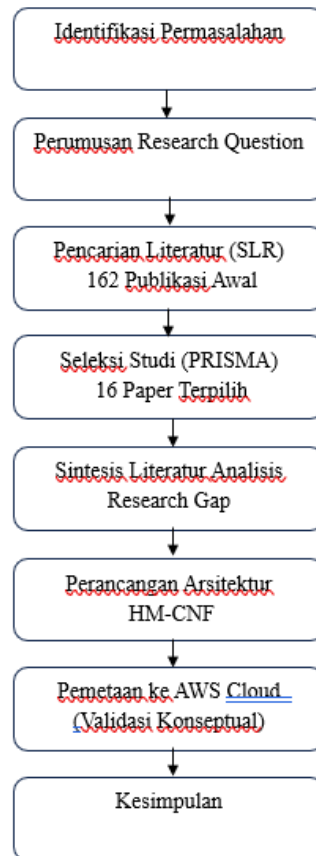 Identifikasi Permasalahan
Perumusan Research Question
Pencarian Literatur (SLR)
162 Publikasi Awal
Seleksi Studi (PRISMA)
16 Paper Terpilih
Sintesis Literatur Analisis
Research Gap
Perancangan Arsitektur
HM-CNF
Pemetaan ke AWS Cloud
(Validasi Konseptual)
Kesimpulan